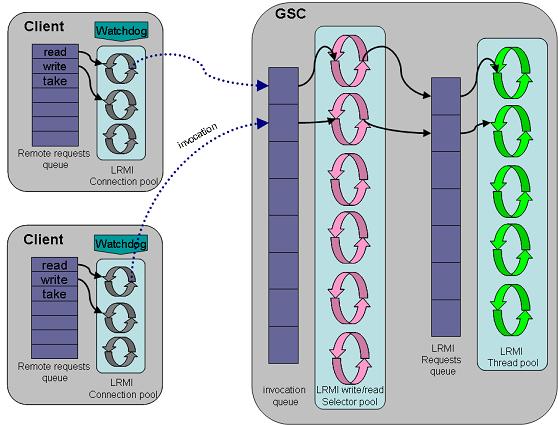 Client
Watchdog
read
write
take
Remote requests
queue
LRMI
Connection pool
invocation
Client
Watchdog
read
write
take
Remote requests
queue
LRMI
Connection pool
GSC
invocation
queue
LRMI write/read
Selector pool
LRMI
Requests
queue
LRMI
Thread pool